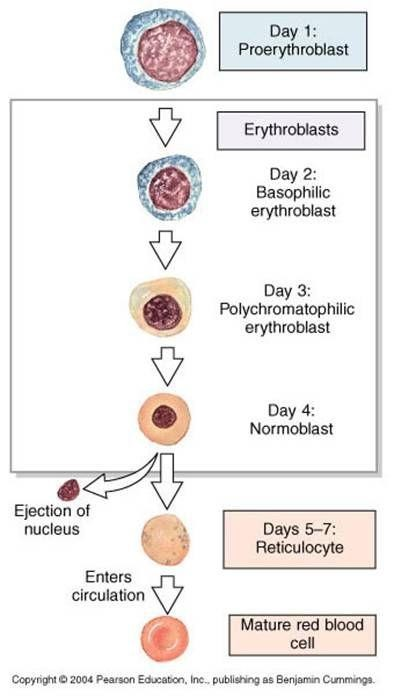 Day 1:
Proerythroblast
Erythroblasts
Day 2:
Basophilic
erythroblast
Day 3:
Polychromatophilic
erythroblast
Day 4:
Normoblast
Ejection of
nucleus
Days 5–7:
Reticulocyte
Enters
circulation
Mature red blood
cell
Copyright © 2004 Pearson Education, Inc., publishing as Benjamin Cummings.